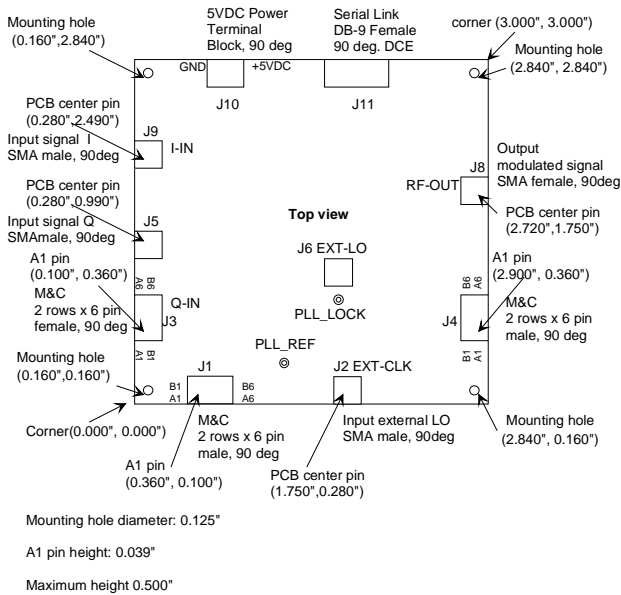 Mounting hole
(0.160",2.840")
5VDC Power
Terminal
Block, 90 deg
Serial Link
DB-9 Female
90 deg. DCE
corner (3.000", 3.000")
Mounting hole
(2.840", 2.840")
GND
+5VDC
J10
J11
PCB center pin
(0.280",2.490")
J9
I-IN
Input signal I
SMA male, 90deg
Output
modulated signal
SMA female, 90deg
J8
RF-OUT
PCB center pin
(0.280",0.990")
Input signal Q
SMAmale, 90deg
J5
Top view
PCB center pin
(2.720",1.750")
J6 EXT-LO
A1 pin
(0.100", 0.360")
A1 pin
(2.900", 0.360")
A6
B6
B6
A6
M&C
2 rows x 6 pin
female, 90 deg
Q-IN
J3
PLL_LOCK
J4
M&C
2 rows x 6 pin
male, 90 deg
A1
B1
PLL_REF
B1
A1
Mounting hole
(0.160",0.160")
J1
B1
A1
B6
A6
J2 EXT-CLK
Corner(0.000", 0.000")
M&C
2 rows x 6 pin
male, 90 deg
Input external LO
SMA male, 90deg
Mounting hole
(2.840", 0.160")
A1 pin
(0.360", 0.100")
PCB center pin
(1.750",0.280")
Mounting hole diameter: 0.125"
A1 pin height: 0.039"
Maximum height 0.500"